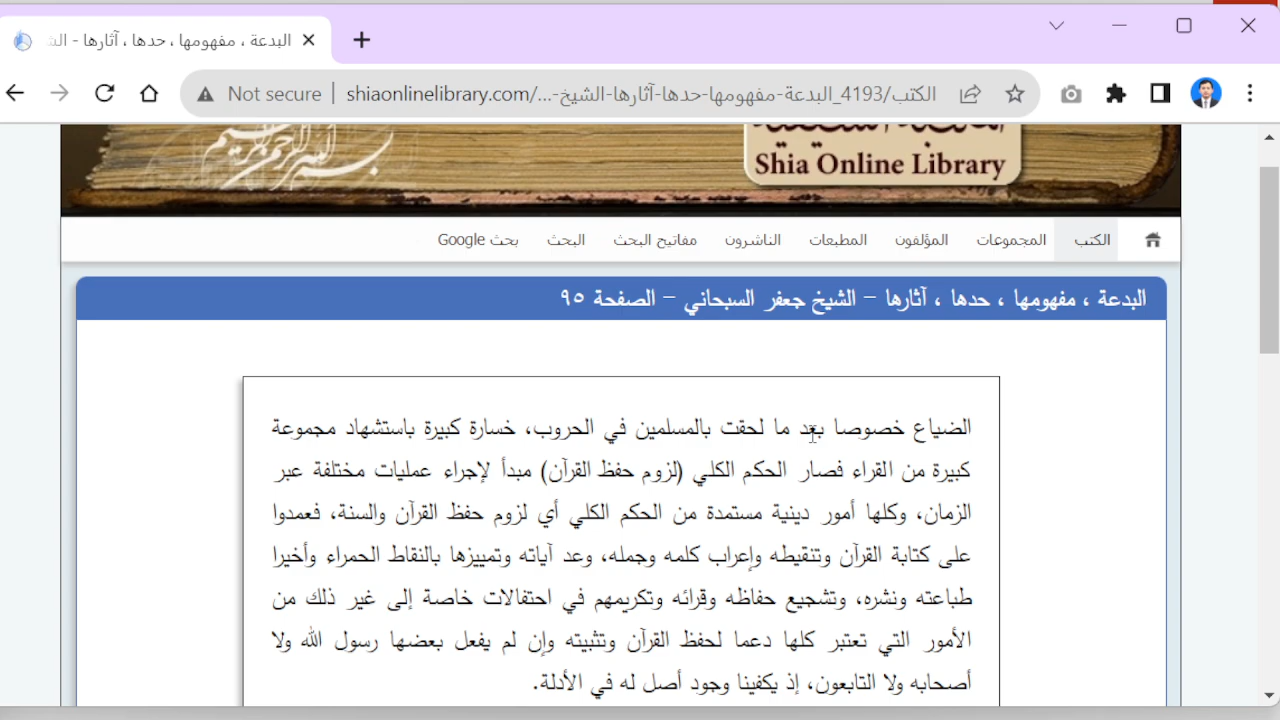 البدعة ، مفهومها ، حدها ، آثارها - الش
Not secure
shiaonlinelibrary.com/...-الكتب/4193_البدعة-مفهومها-حدها-آثارها-الشيخ
بسم الله الرحمن الرحيم
Shia Online Library
الكتب المجموعات المؤلفون المطبعات الناشرون مفاتيح البحث البحث بحث Google
البدعة ، مفهومها ، حدها ، آثارها - الشيخ جعفر السبحاني - الصفحة ٩٥
الضياع خصوصا بعد ما لحقت بالمسلمين في الحروب، خسارة كبيرة باستشهاد مجموعة
كبيرة من القراء فصار الحكم الكلي (لزوم حفظ القرآن) مبدأ لإجراء عمليات مختلفة عبر
الزمان، وكلها أمور دينية مستمدة من الحكم الكلي أي لزوم حفظ القرآن والسنة، فعمدوا
على كتابة القرآن وتنقيطه وإعراب كلمه وجمله، وعد آياته وتمييزها بالنقاط الحمراء وأخيرا
طباعته ونشره، وتشجيع حفاظه وقرائه وتكريمهم في احتفالات خاصة إلى غير ذلك من
الأمور التي تعتبر كلها دعما لحفظ القرآن وتثبيته وإن لم يفعل بعضها رسول الله ولا
أصحابه ولا التابعون، إذ يكفينا وجود أصل له في الأدلة.